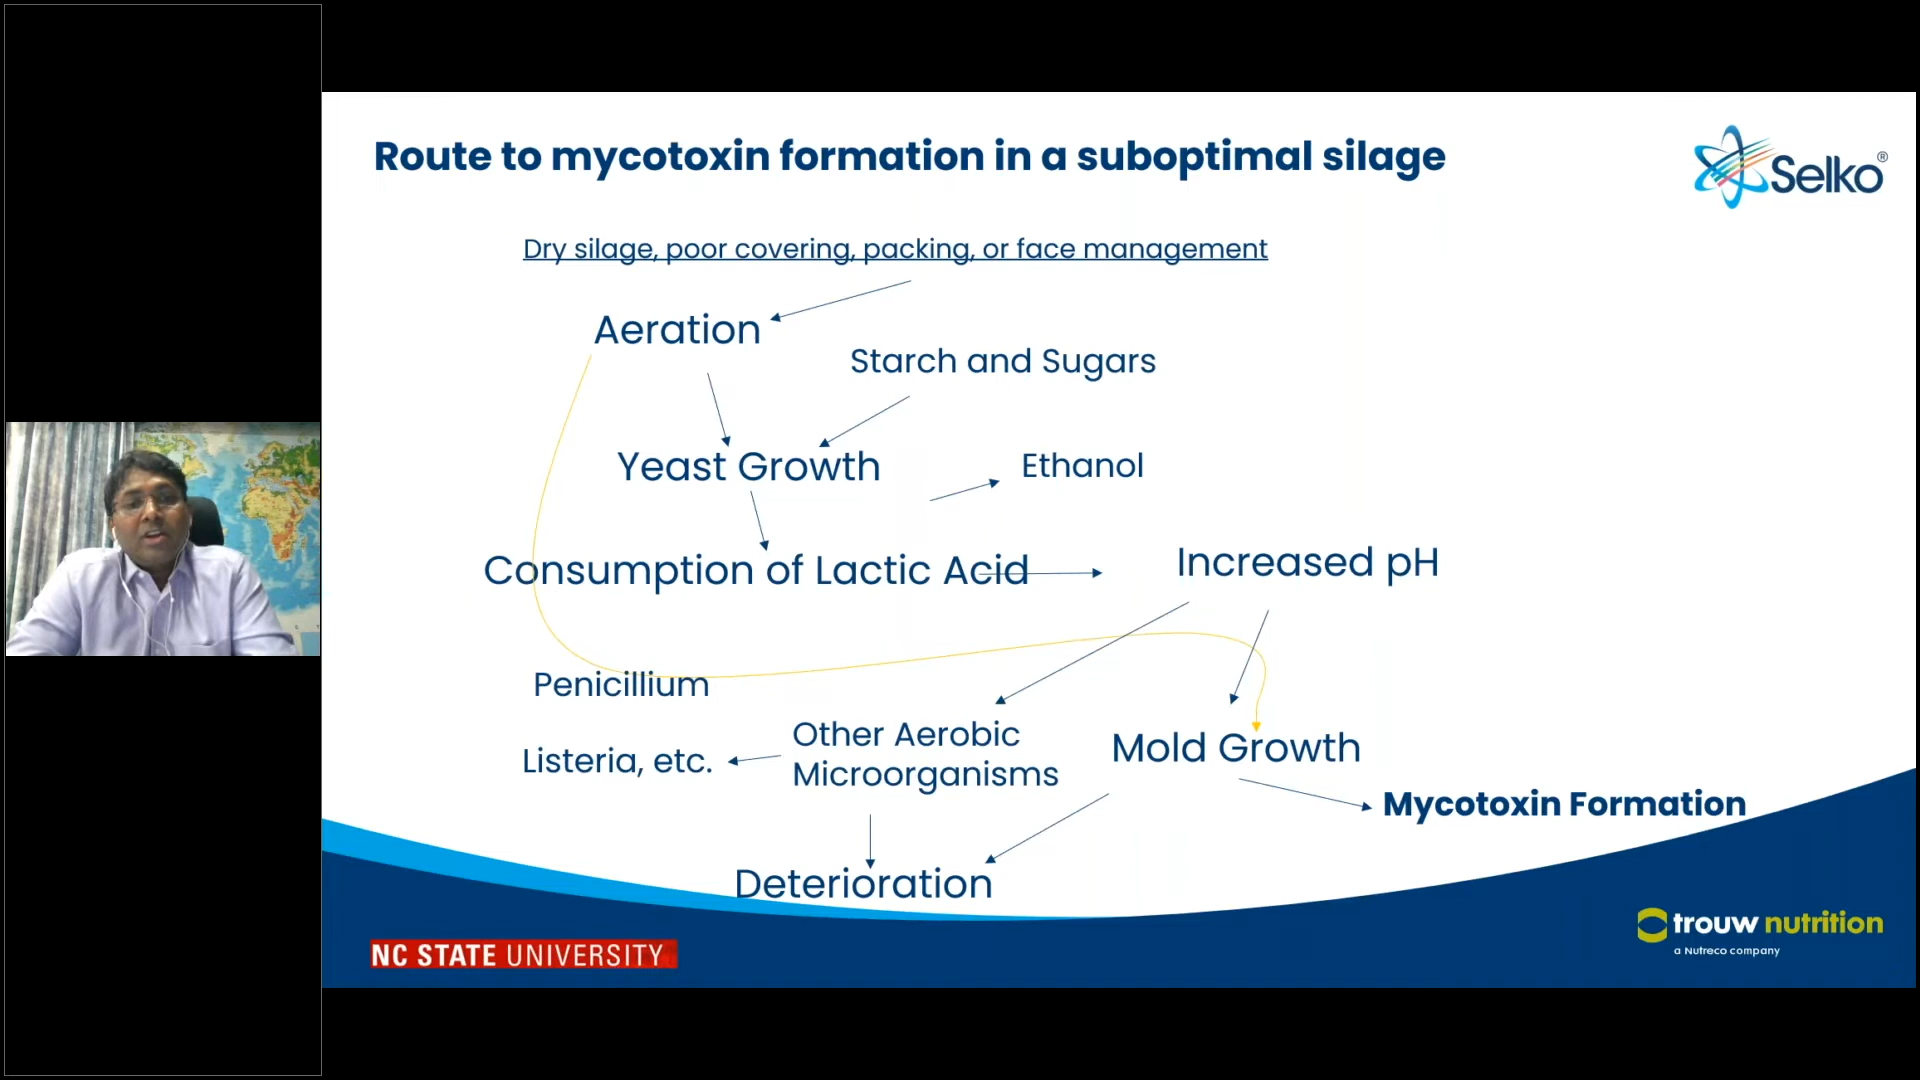 Route to mycotoxin formation in a suboptimal silage
Selko®
Dry silage, poor covering, packing, or face management
Aeration
Starch and Sugars
Yeast Growth
Ethanol
Consumption of Lactic Acid
Increased pH
Penicillium
Other Aerobic
Microorganisms
Listeria, etc.
Mold Growth
Mycotoxin Formation
Deterioration
NC STATE UNIVERSITY
trouw nutrition
a Nutreco company